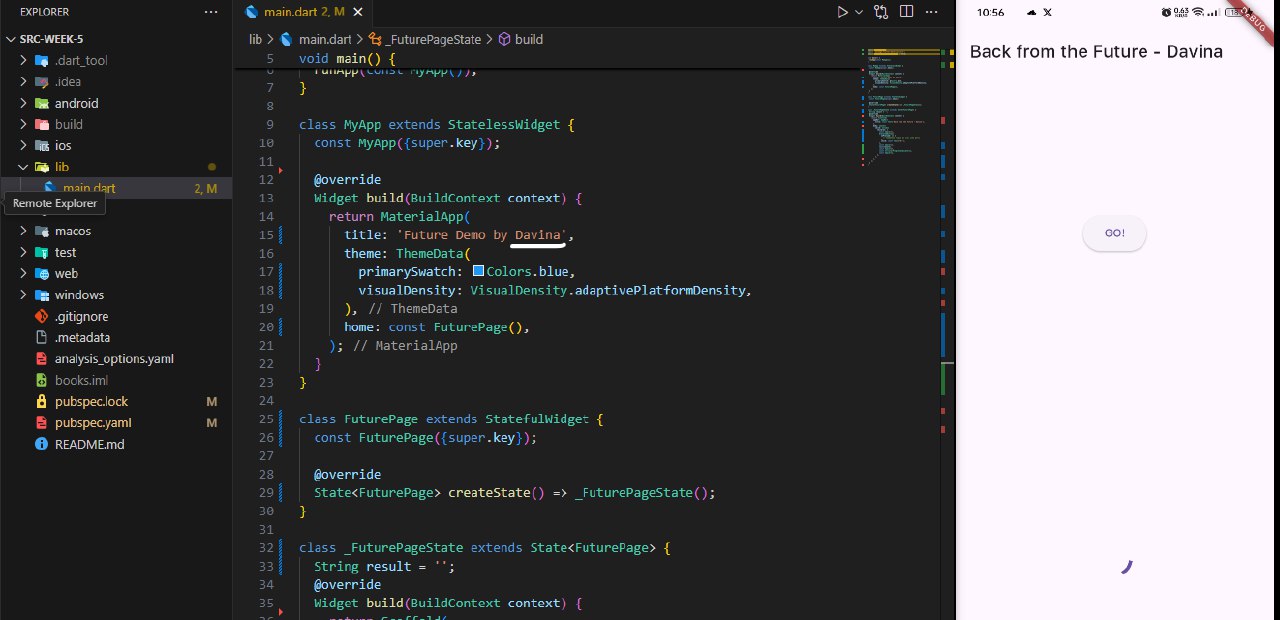 EXPLORER
SRC-WEEK-5
.dart_tool
.idea
android
build
ios
lib
main.dart 2, M
Remote Explorer
macos
test
web
windows
.gitignore
.metadata
analysis_options.yaml
books.iml
pubspec.lock M
pubspec.yaml M
README.md
main.dart 2, M
lib > main.dart > _FuturePageState > build
5 void main() {
6 runApp(const MyApp());
7 }
8
9 class MyApp extends StatelessWidget {
10 const MyApp({super.key});
11
12 @override
13 Widget build(BuildContext context) {
14 return MaterialApp(
15 title: 'Future Demo by Davina',
16 theme: ThemeData(
17 primarySwatch: Colors.blue,
18 visualDensity: VisualDensity.adaptivePlatformDensity,
19 ), // ThemeData
20 home: const FuturePage(),
21 ); // MaterialApp
22 }
23 }
24
25 class FuturePage extends StatefulWidget {
26 const FuturePage({super.key});
27
28 @override
29 State<FuturePage> createState() => _FuturePageState();
30 }
31
32 class _FuturePageState extends State<FuturePage> {
33 String result = '';
34 @override
35 Widget build(BuildContext context) {
36 return Scaffold(
10:56
0.63
Back from the Future - Davina
GO!